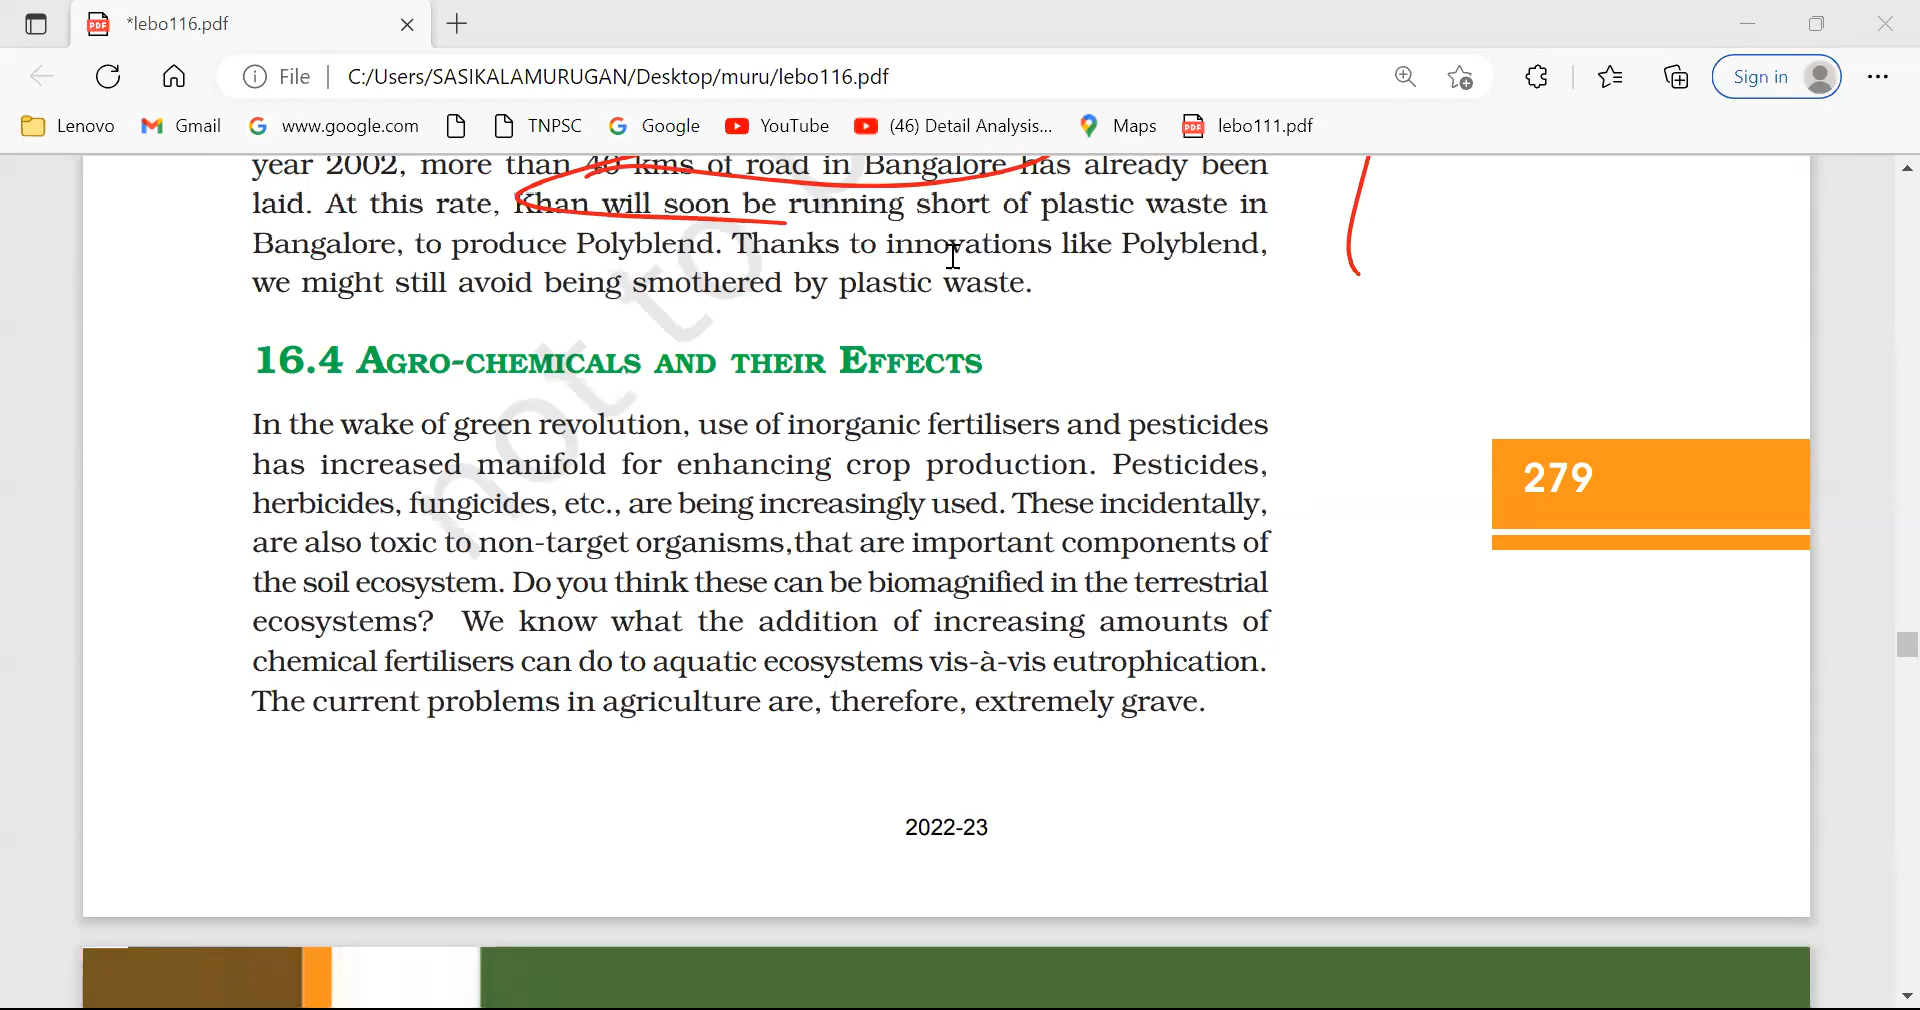 *lebo116.pdf
File C:/Users/SASIKALAMURUGAN/Desktop/muru/lebo116.pdf Sign in
Lenovo Gmail www.google.com TNPSC Google YouTube (46) Detail Analysis... Maps lebo111.pdf
year 2002, more than 40 kms of road in Bangalore has already been
laid. At this rate, Khan will soon be running short of plastic waste in
Bangalore, to produce Polyblend. Thanks to innovations like Polyblend,
we might still avoid being smothered by plastic waste.
16.4 AGRO-CHEMICALS AND THEIR EFFECTS
In the wake of green revolution, use of inorganic fertilisers and pesticides
has increased manifold for enhancing crop production. Pesticides,
herbicides, fungicides, etc., are being increasingly used. These incidentally,
are also toxic to non-target organisms,that are important components of
the soil ecosystem. Do you think these can be biomagnified in the terrestrial
ecosystems? We know what the addition of increasing amounts of
chemical fertilisers can do to aquatic ecosystems vis-à-vis eutrophication.
The current problems in agriculture are, therefore, extremely grave.
279
not to
2022-23